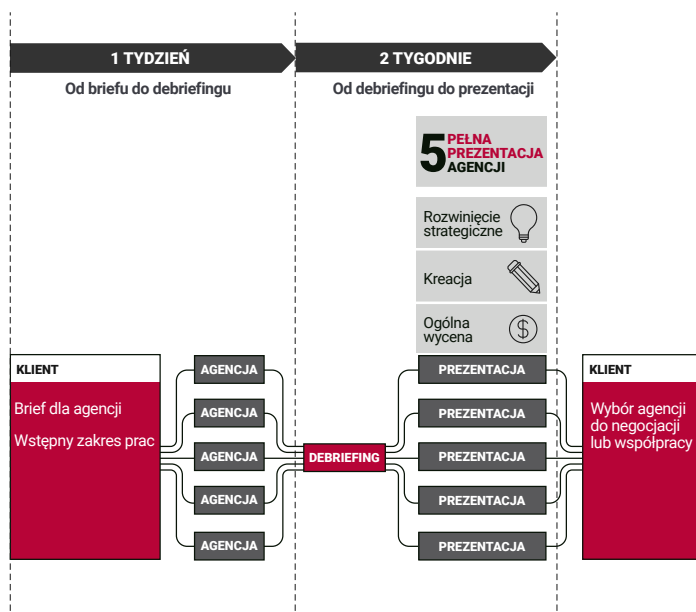 1 TYDZIEŃ
2 TYGODNIE
Od briefu do debriefingu
Od debriefingu do prezentacji
5 PEŁNA
PREZENTACJA
AGENCJI
Rozwinięcie
strategiczne
Kreacja
Ogólna
wycena
$
KLIENT
Brief dla agencji
Wstępny zakres prac
AGENCJA
AGENCJA
AGENCJA
AGENCJA
AGENCJA
DEBRIEFING
PREZENTACJA
PREZENTACJA
PREZENTACJA
PREZENTACJA
PREZENTACJA
KLIENT
Wybór agencji
do negocjacji
lub współpracy